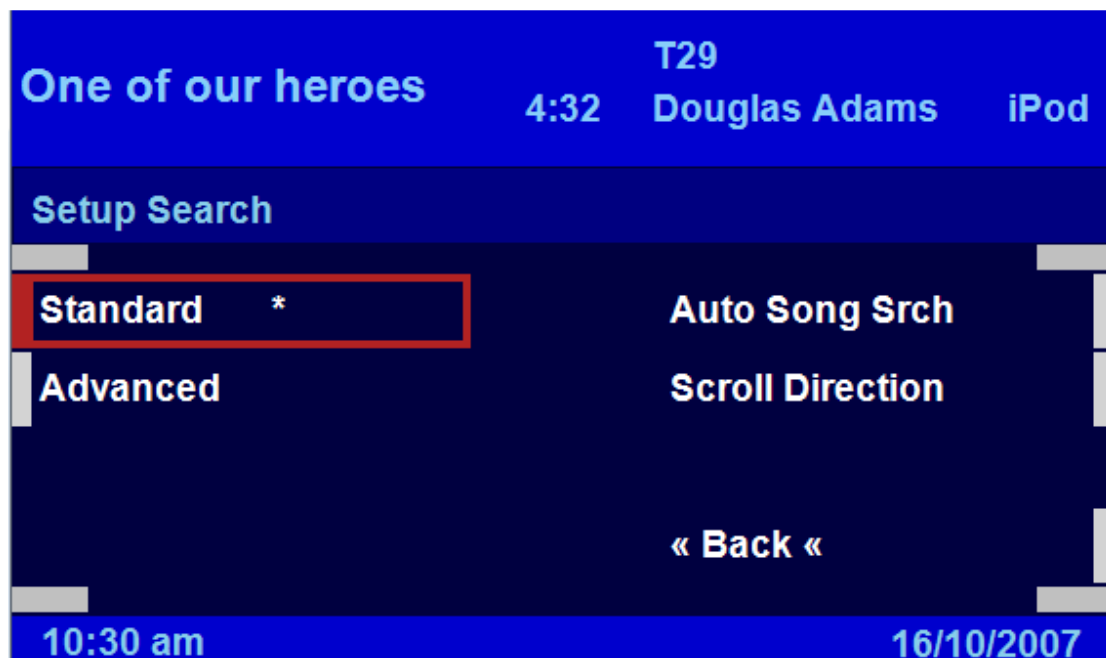 T29
One of our heroes 4:32 Douglas Adams iPod
Setup Search
Standard * Auto Song Srch
Advanced Scroll Direction
« Back «
10:30 am 16/10/2007